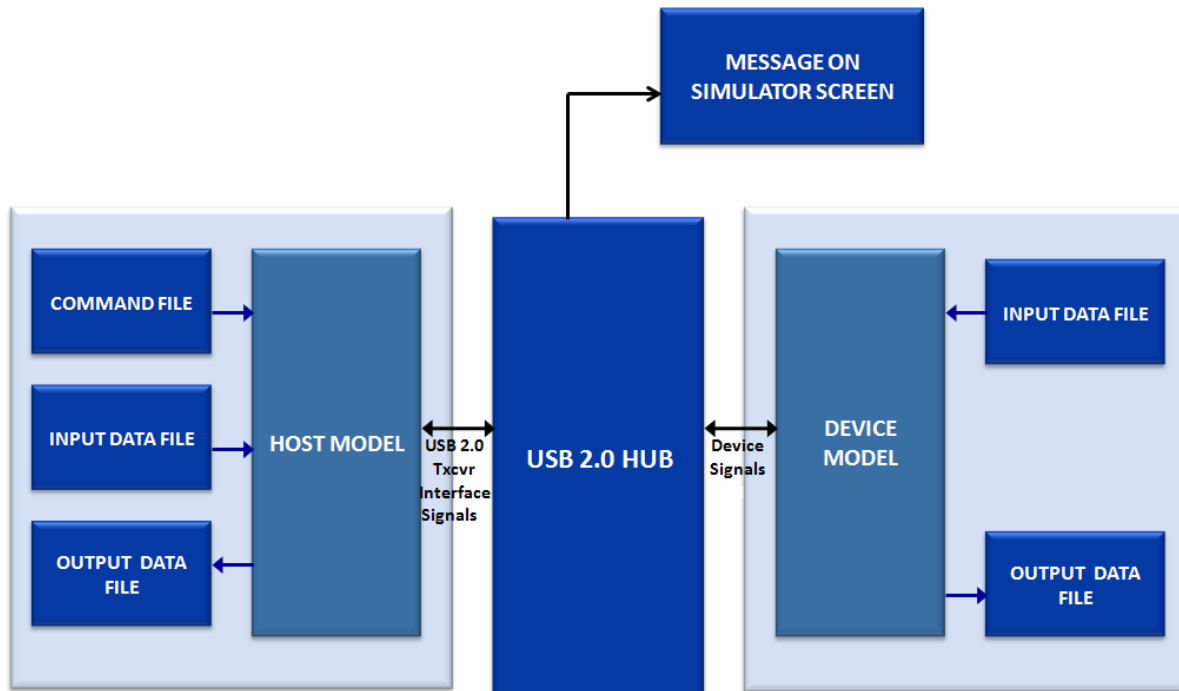 MESSAGE ON
SIMULATOR SCREEN
COMMAND FILE
INPUT DATA FILE
OUTPUT DATA
FILE
HOST MODEL
USB 2.0
Txcvr
Interface
Signals
USB 2.0 HUB
Device
Signals
DEVICE
MODEL
INPUT DATA FILE
OUTPUT DATA
FILE